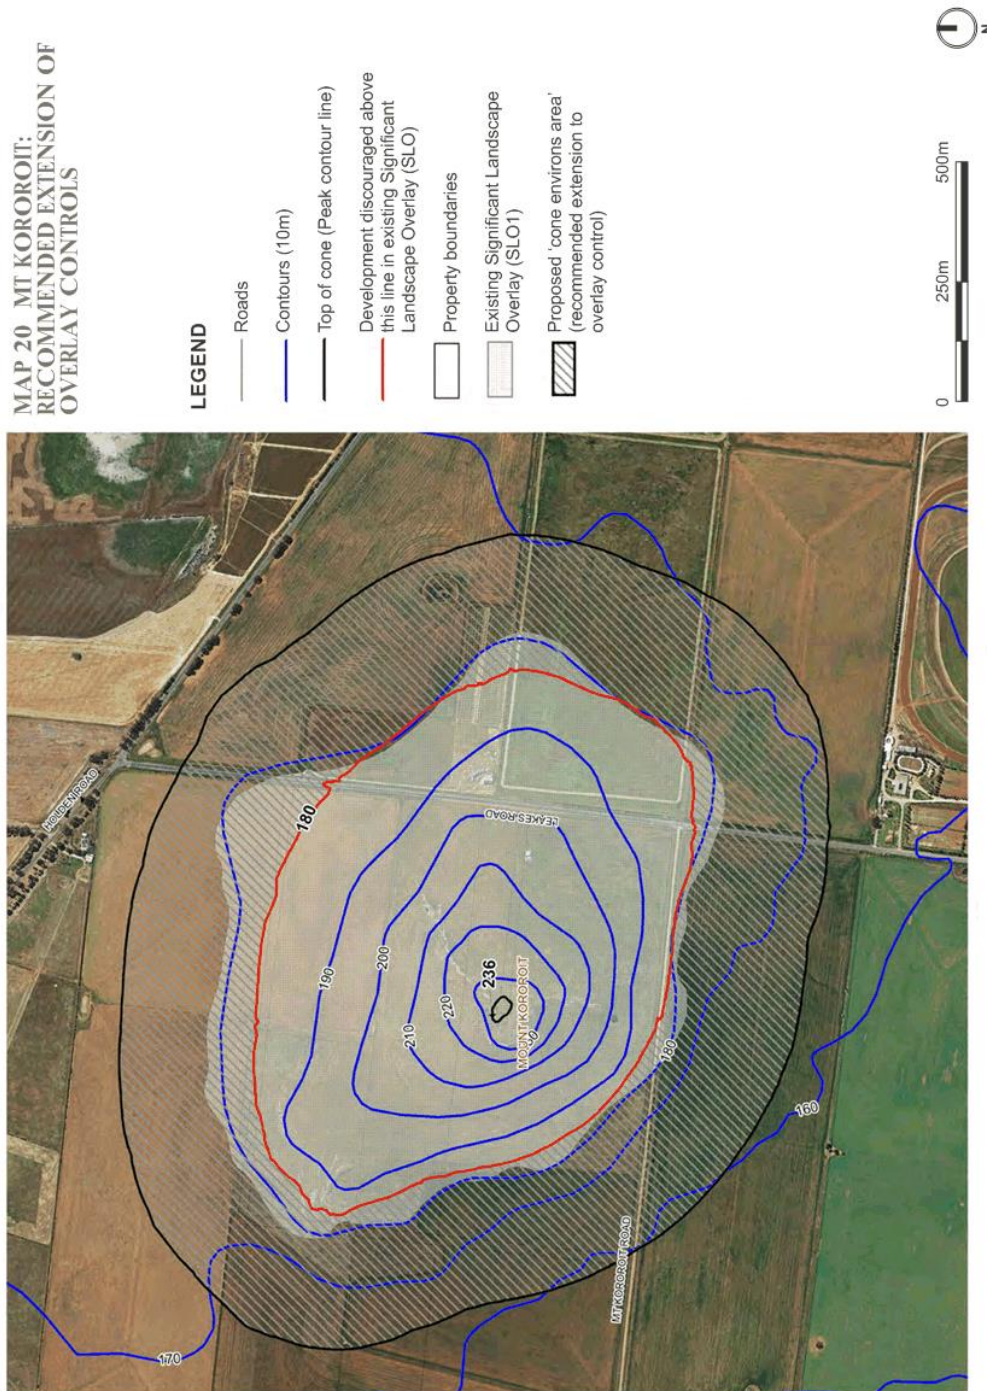 MAP 20 MT KOROROIT:
RECOMMENDED EXTENSION OF
OVERLAY CONTROLS
LEGEND
Roads
Contours (10m)
Top of cone (Peak contour line)
Development discouraged above
this line in existing Significant
Landscape Overlay (SLO)
Property boundaries
Existing Significant Landscape
Overlay (SLO1)
Proposed 'cone environs area'
(recommended extension to
overlay control)
0 250m 500m
N
HOLDEN ROAD
180
LEAKES ROAD
190
200
210
220
236
MOUNT KOROROIT
180
160
MT KOROROIT ROAD
170